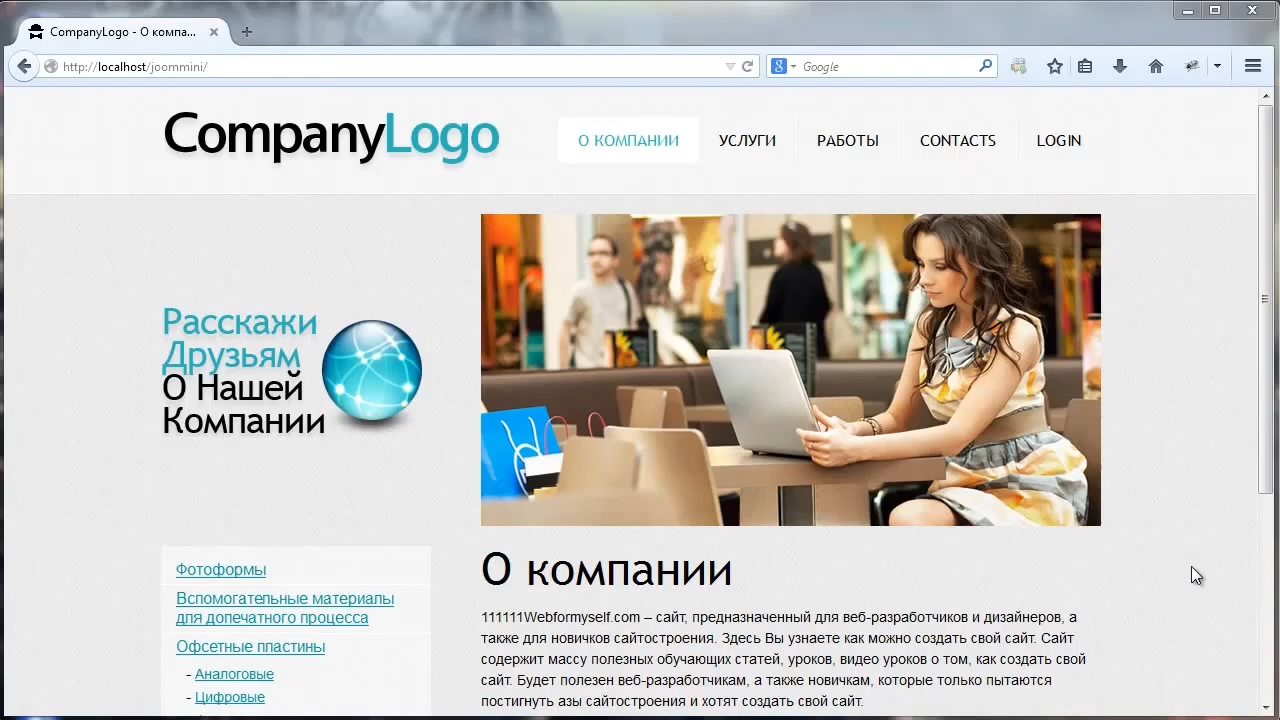 CompanyLogo - О компа...
http://localhost/joommini/
Google
CompanyLogo
О КОМПАНИИ
УСЛУГИ
РАБОТЫ
CONTACTS
LOGIN
Расскажи
Друзьям
О Нашей
Компании
Фотоформы
Вспомогательные материалы
для допечатного процесса
Офсетные пластины
- Аналоговые
- Цифровые
О компании
111111Webformyself.com – сайт, предназначенный для веб-разработчиков и дизайнеров, а
также для новичков сайтостроения. Здесь Вы узнаете как можно создать свой сайт. Сайт
содержит массу полезных обучающих статей, уроков, видео уроков о том, как создать свой
сайт. Будет полезен веб-разработчикам, а также новичкам, которые только пытаются
постигнуть азы сайтостроения и хотят создать свой сайт.